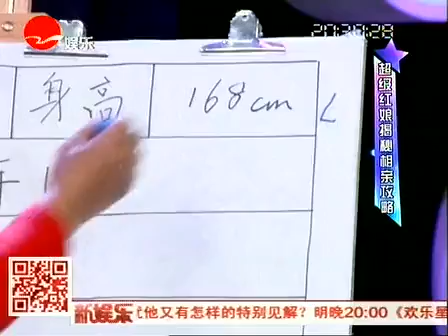 娱乐
20:38:28
身高
168cm
超级红娘揭秘相亲攻略
新娱乐
就他又有怎样的特别见解?明晚20:00《欢乐星